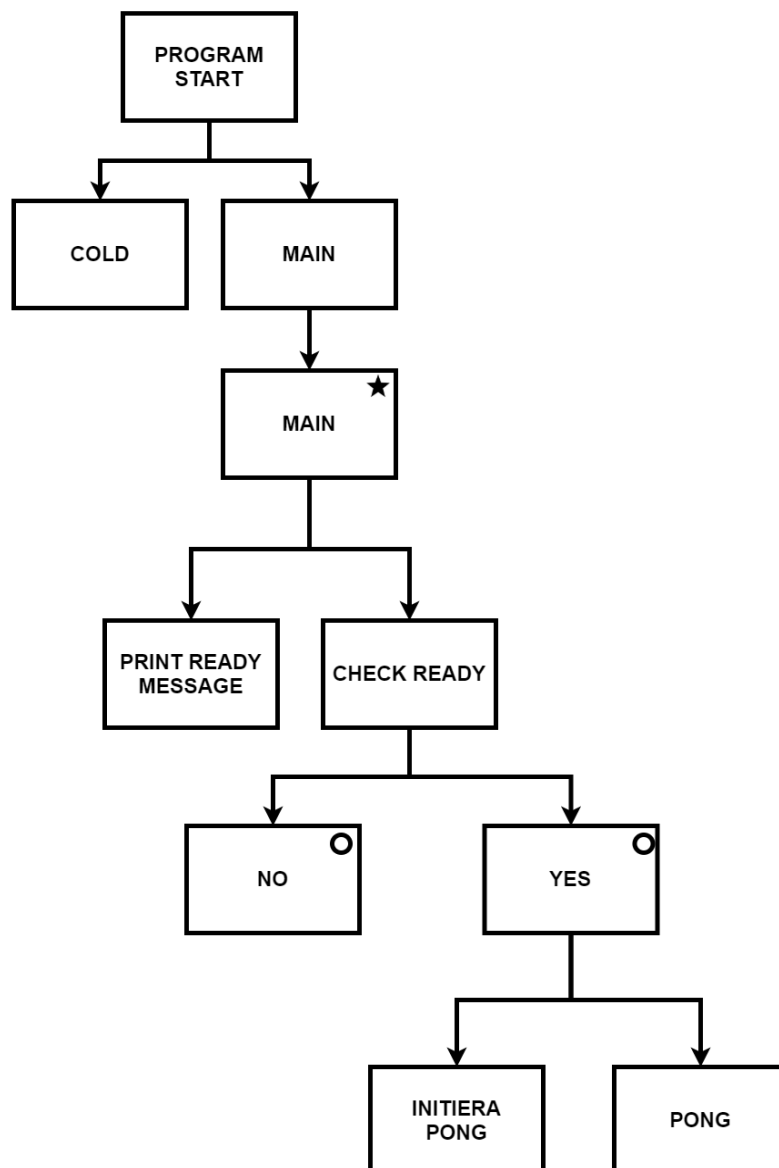 PROGRAM
START
COLD
MAIN
MAIN
PRINT READY
MESSAGE
CHECK READY
NO
YES
INITIERA
PONG
PONG